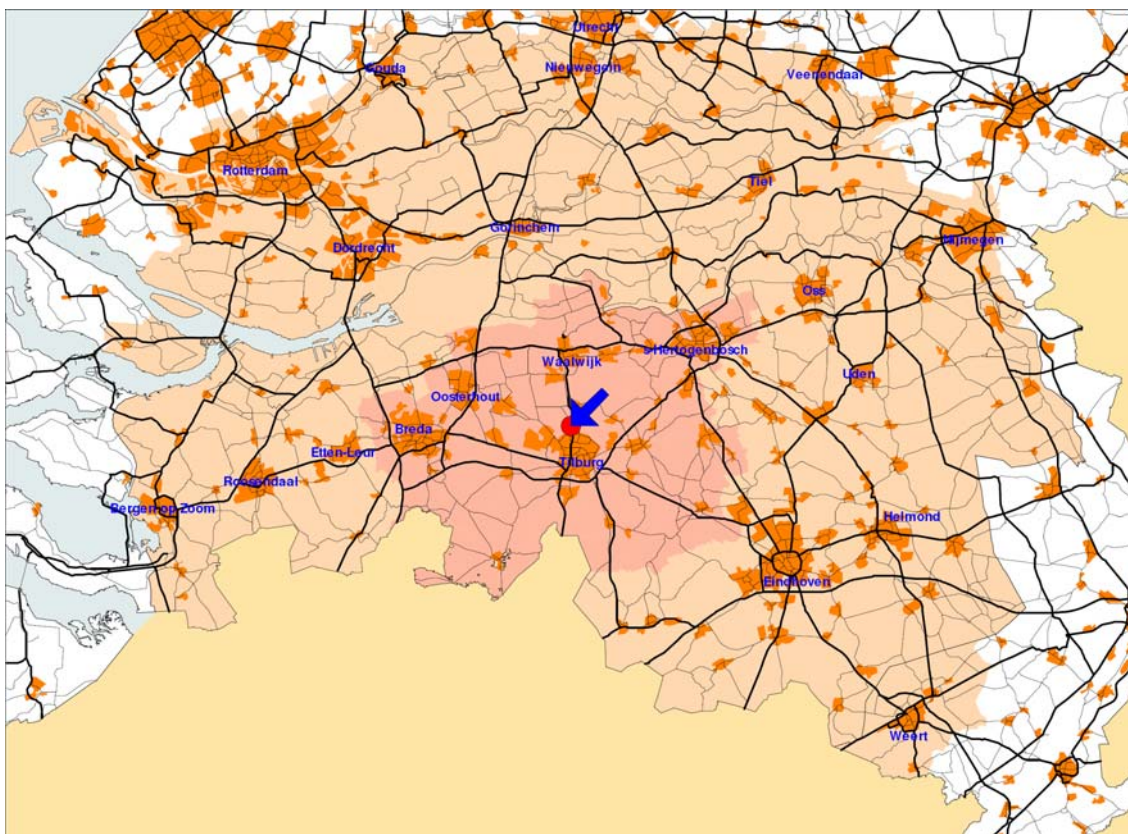 Utrecht
Gouda
Nieuwegein
Veenendaal
Rotterdam
Tiel
Gorinchem
Dordrecht
Nijmegen
Oss
s-Hertogenbosch
Waalwijk
Uden
Oosterhout
Breda
Etten-Leur
Tilburg
Roosendaal
Bergen op Zoom
Helmond
Eindhoven
Weert